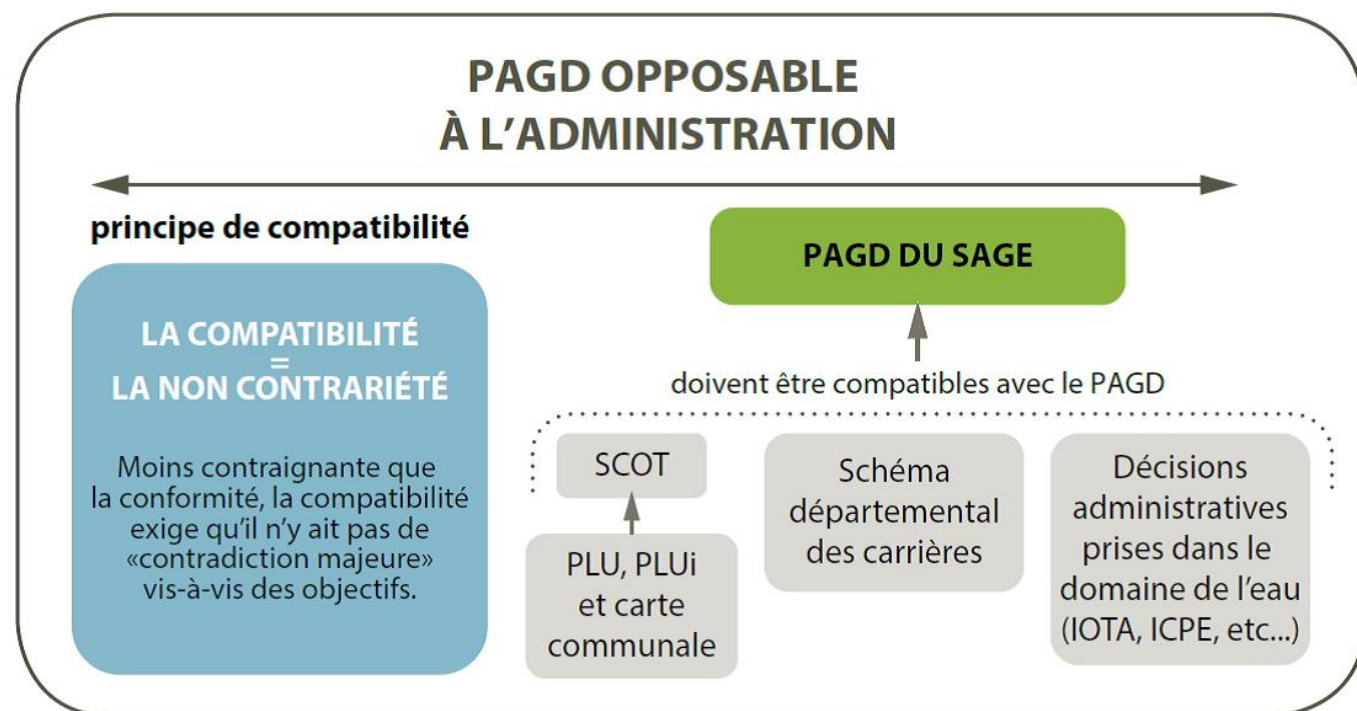 PAGD OPPOSABLE
À L'ADMINISTRATION
principe de compatibilité
LA COMPATIBILITÉ
=
LA NON CONTRARIÉTÉ
Moins contraignante que
la conformité, la compatibilité
exige qu'il n'y ait pas de
«contradiction majeure»
vis-à-vis des objectifs.
PAGD DU SAGE
doivent être compatibles avec le PAGD
SCOT
PLU, PLUi
et carte
communale
Schéma
départemental
des carrières
Décisions
administratives
prises dans le
domaine de l'eau
(IOTA, ICPE, etc...)